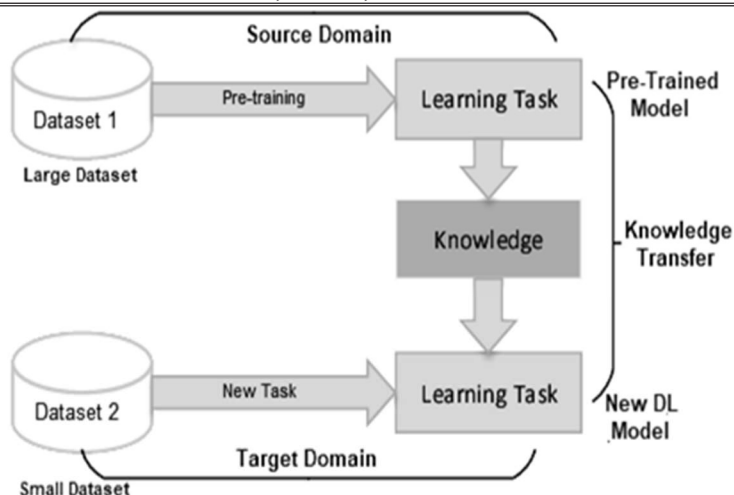 Source Domain
Dataset 1
Large Dataset
Pre-training
Learning Task
Pre-Trained
Model
Knowledge
Knowledge
Transfer
Dataset 2
Small Dataset
New Task
Learning Task
New DL
Model
Target Domain